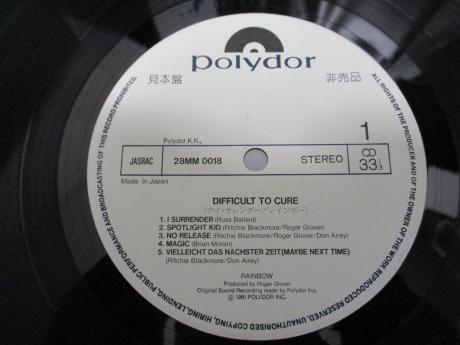 polydor
見本盤
非売品
Polydor K.K.,
1
JASRAC
28MM 0018
STEREO
CD
33 1/3
Made in Japan
DIFFICULT TO CURE
(アイ・サレンダー/レインボー)
1. I SURRENDER (Russ Ballard)
2. SPOTLIGHT KID (Ritchie Blackmore/Roger Glover)
3. NO RELEASE (Ritchie Blackmore/Roger Glover/Don Airey)
4. MAGIC (Brian Moran)
5. VIELLEICHT DAS NACHSTER ZEIT (MAYBE NEXT TIME)
(Ritchie Blackmore/Don Airey)
RAINBOW
Produced by Roger Glover
Original Sound Recording made by Polydor Inc.
Ⓟ 1981 POLYDOR INC.
ALL RIGHTS OF THE PRODUCER AND OF THE OWNER OF THE WORK REPRODUCED RESERVED. UNAUTHORISED COPYING, HIRING, LENDING, PUBLIC PERFORMANCE AND BROADCASTING OF THIS RECORD PROHIBITED.